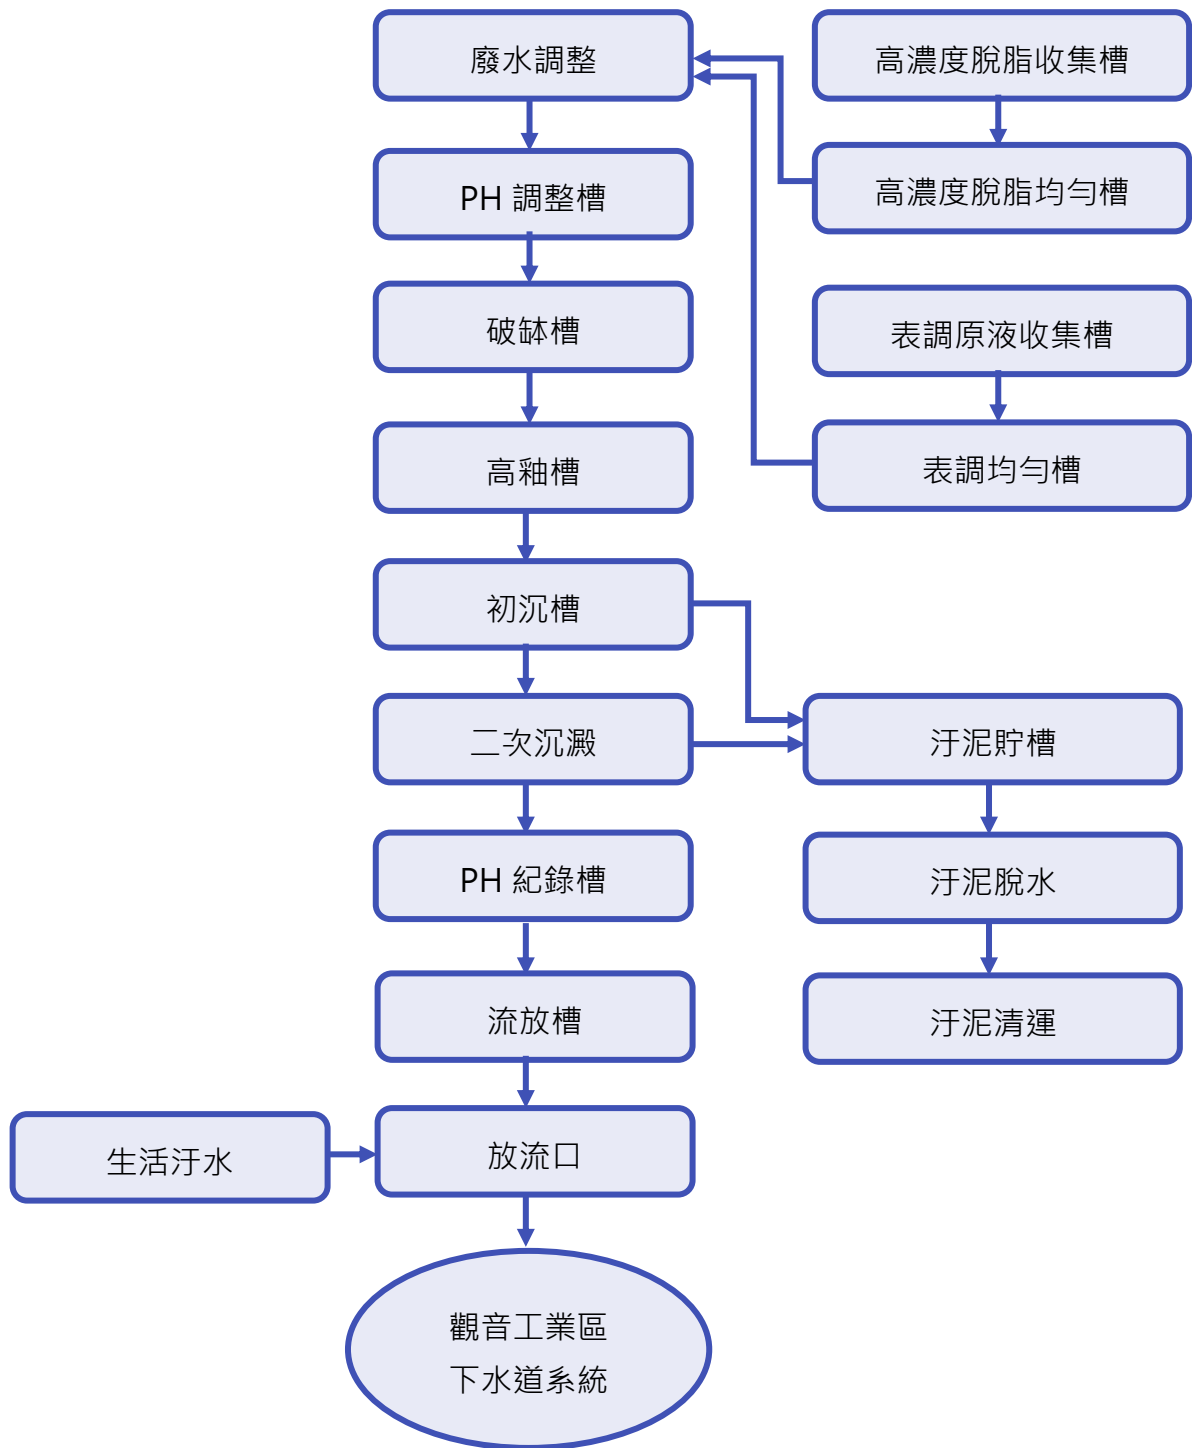 廢水調整
高濃度脫脂收集槽
PH 調整槽
高濃度脫脂均勻槽
破缽槽
表調原液收集槽
高釉槽
表調均勻槽
初沉槽
二次沉澱
汙泥貯槽
PH 紀錄槽
汙泥脫水
流放槽
汙泥清運
生活汙水
放流口
觀音工業區
下水道系統